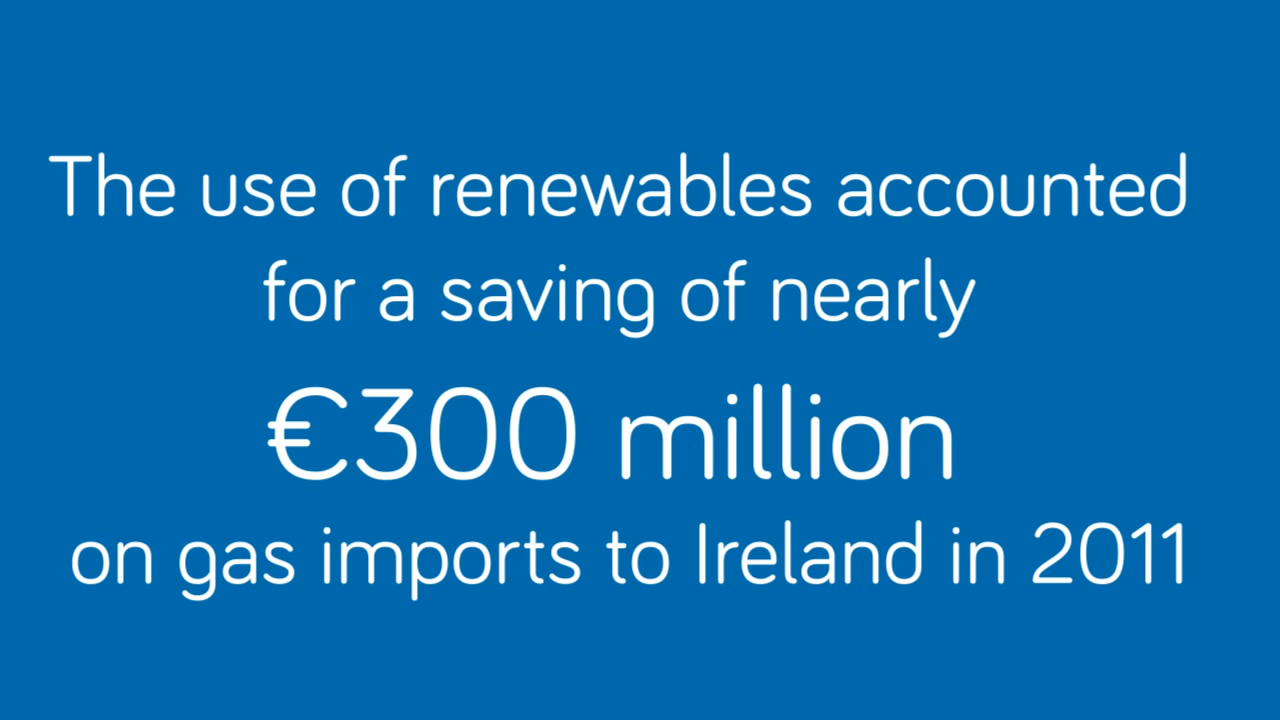 The use of renewables accounted
for a saving of nearly
€300 million
on gas imports to Ireland in 2011